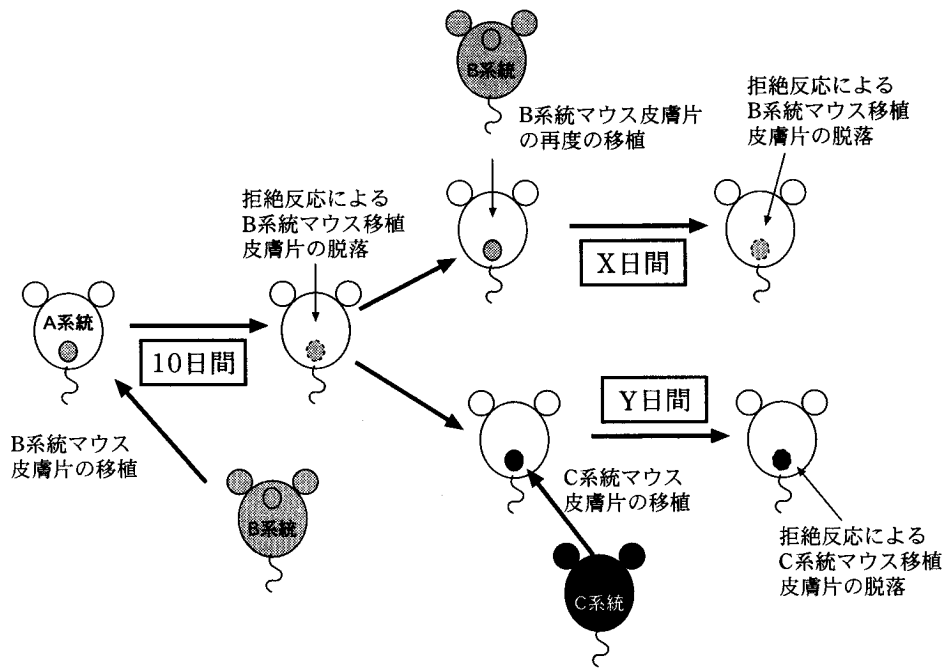 B系統
B系統マウス皮膚片
の再度の移植
拒絶反応による
B系統マウス移植
皮膚片の脱落
拒絶反応による
B系統マウス移植
皮膚片の脱落
X日間
A系統
10日間
B系統マウス
皮膚片の移植
B系統
Y日間
C系統マウス
皮膚片の移植
C系統
拒絶反応による
C系統マウス移植
皮膚片の脱落